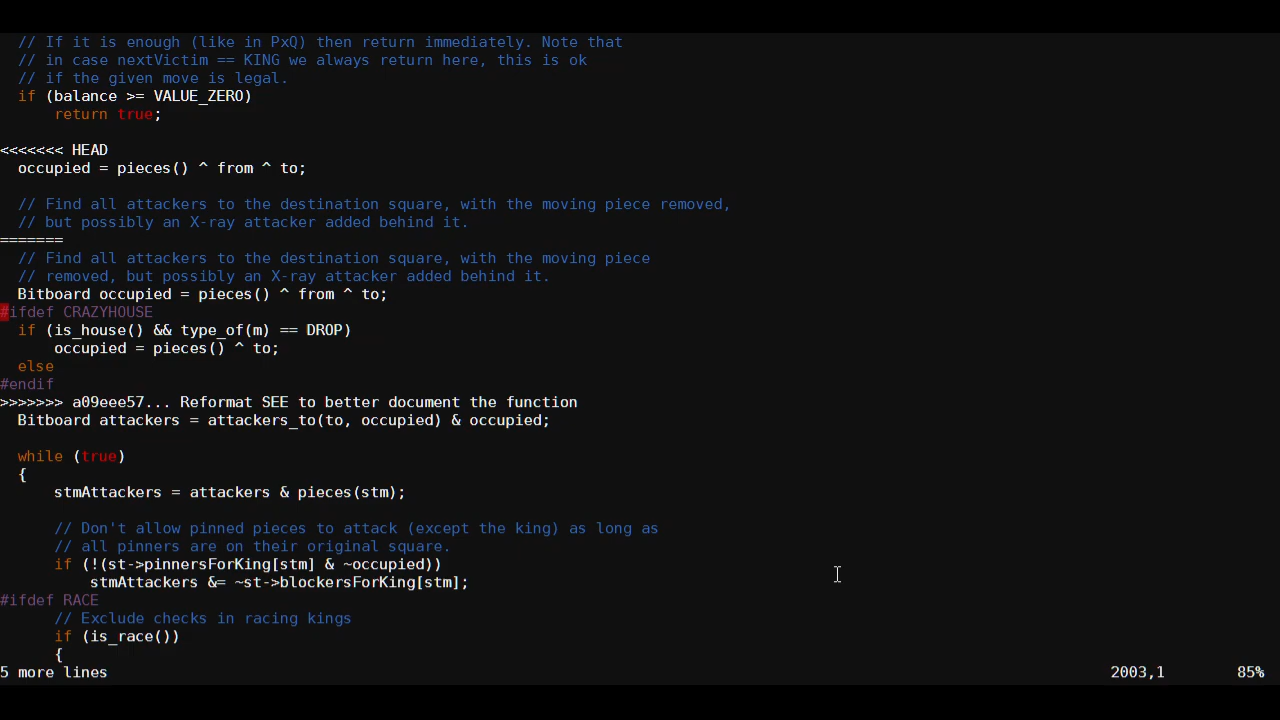 // If it is enough (like in PxQ) then return immediately. Note that
// in case nextVictim == KING we always return here, this is ok
// if the given move is legal.
if (balance >= VALUE_ZERO)
return true;
<<<<<<< HEAD
occupied = pieces() ^ from ^ to;
// Find all attackers to the destination square, with the moving piece removed,
// but possibly an X-ray attacker added behind it.
=======
// Find all attackers to the destination square, with the moving piece
// removed, but possibly an X-ray attacker added behind it.
Bitboard occupied = pieces() ^ from ^ to;
#ifdef CRAZYHOUSE
if (is_house() && type_of(m) == DROP)
occupied = pieces() ^ to;
else
#endif
>>>>>>> a09eee57... Reformat SEE to better document the function
Bitboard attackers = attackers_to(to, occupied) & occupied;
while (true)
{
stmAttackers = attackers & pieces(stm);
// Don't allow pinned pieces to attack (except the king) as long as
// all pinners are on their original square.
if (!(st->pinnersForKing[stm] & ~occupied))
stmAttackers &= ~st->blockersForKing[stm];
#ifdef RACE
// Exclude checks in racing kings
if (is_race())
{
5 more lines 2003,1 85%